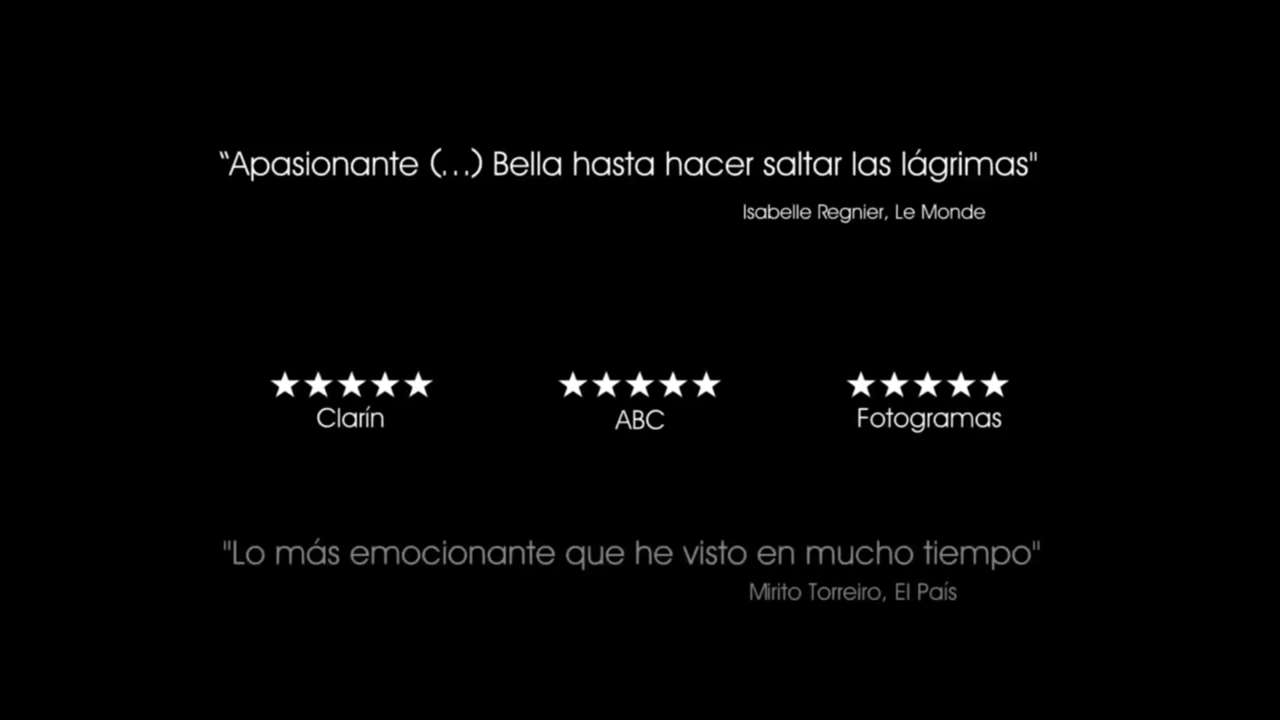 “Apasionante (...) Bella hasta hacer saltar las lágrimas"
Isabelle Regnier, Le Monde
★★★★★ ★★★★★ ★★★★★
Clarín ABC Fotogramas
"Lo más emocionante que he visto en mucho tiempo"
Mirito Torreiro, El País